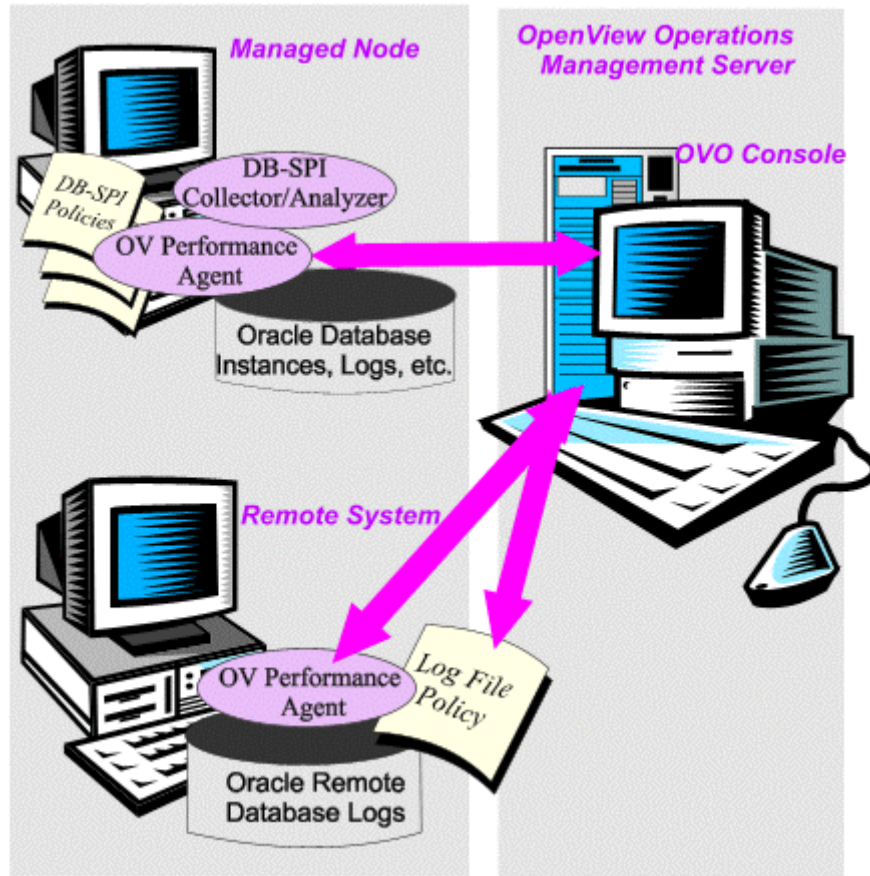 Managed Node
DB-SPI
Collector/Analyzer
DB-SPI
Policies
OV Performance
Agent
Oracle Database
Instances, Logs, etc.
OpenView Operations
Management Server
OVO Console
Remote System
OV Performance
Agent
Log File
Policy
Oracle Remote
Database Logs